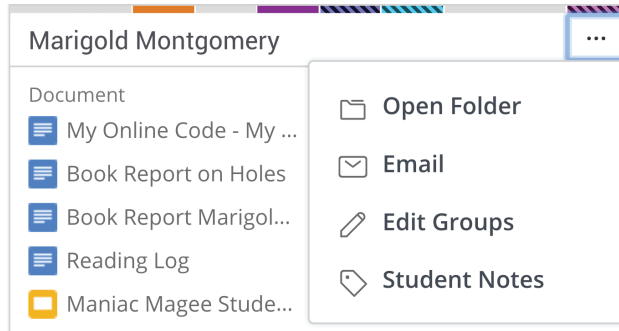 Marigold Montgomery
...
Document
My Online Code - My ...
Book Report on Holes
Book Report Marigol...
Reading Log
Maniac Magee Stude...
Open Folder
Email
Edit Groups
Student Notes